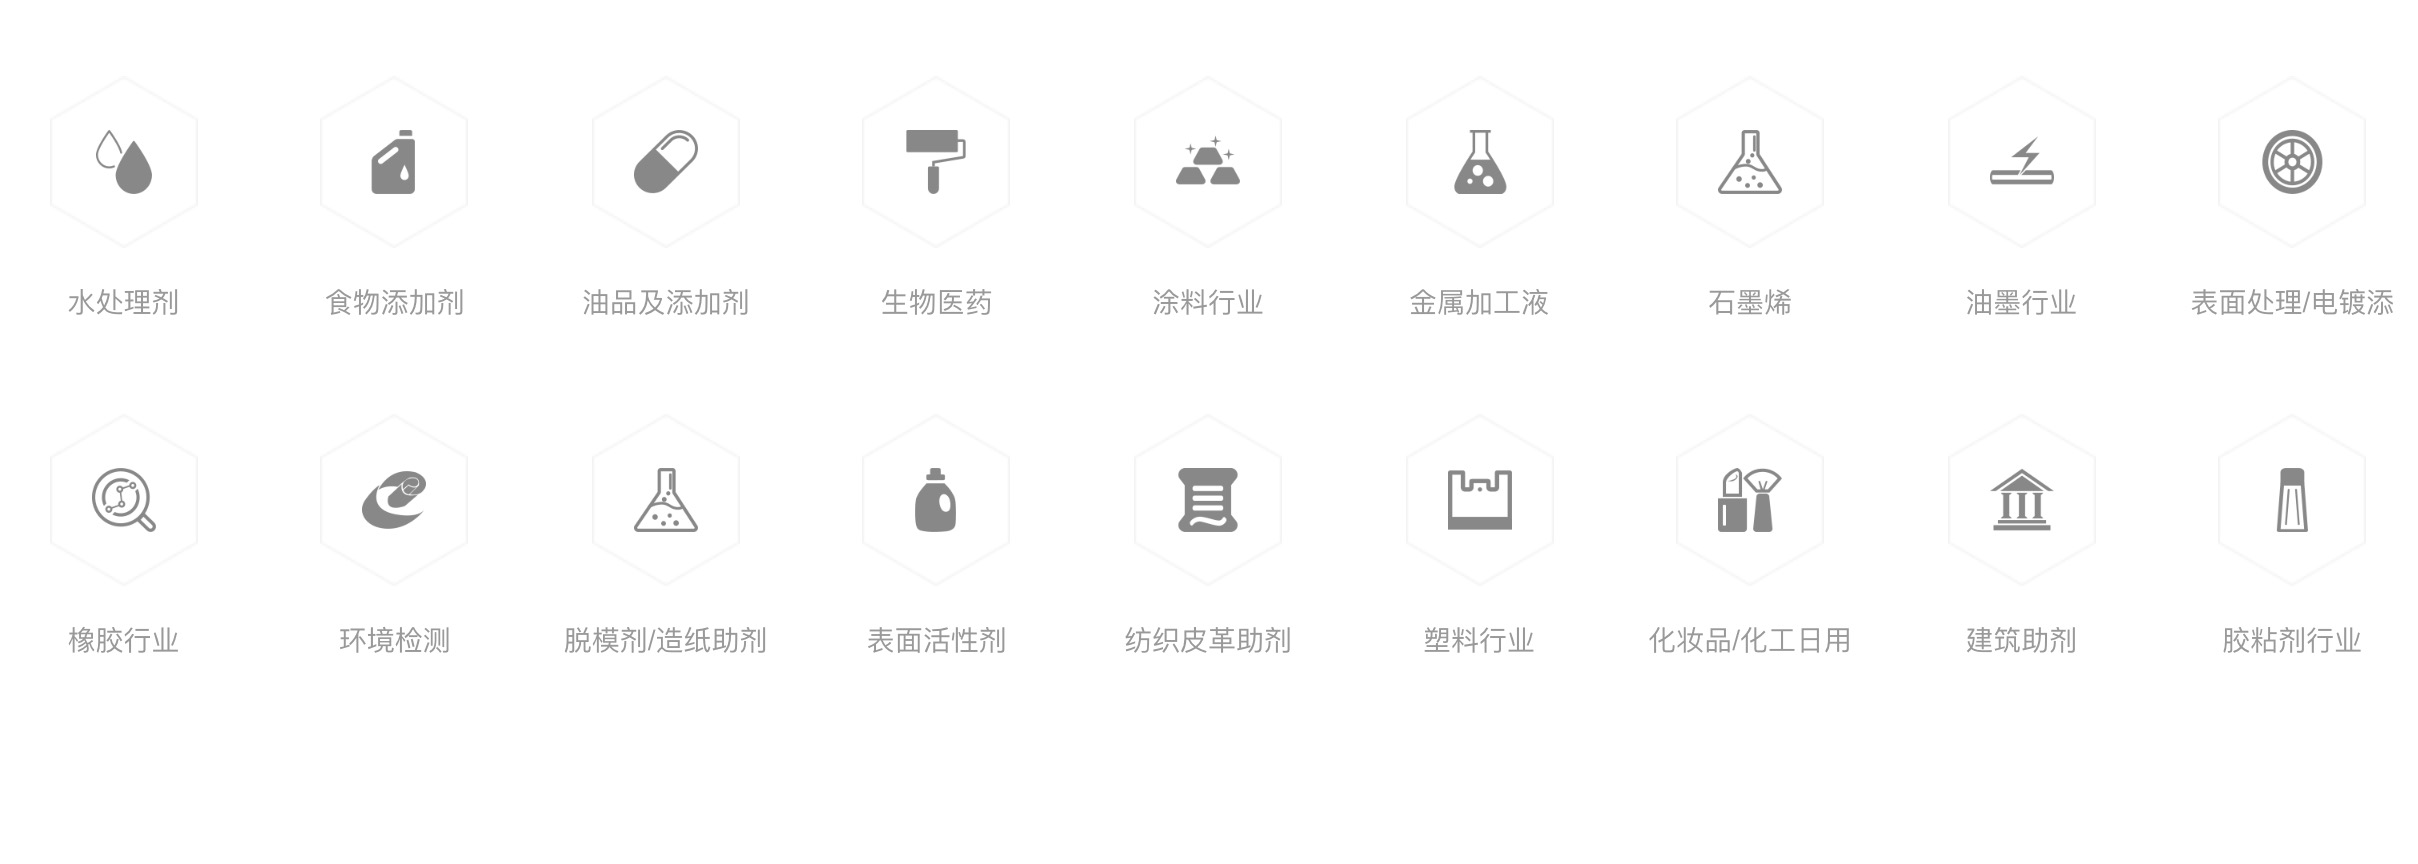 水处理剂
食物添加剂
油品及添加剂
生物医药
涂料行业
金属加工液
石墨烯
油墨行业
表面处理/电镀添
橡胶行业
环境检测
脱模剂/造纸助剂
表面活性剂
纺织皮革助剂
塑料行业
化妆品/化工日用
建筑助剂
胶粘剂行业